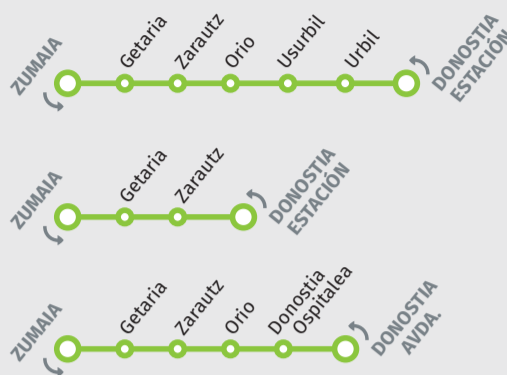 ZUMAIA
Getaria
Zarautz
Orio
Usurbil
Urbil
DONOSTIA
ESTACIÓN
ZUMAIA
Getaria
Zarautz
DONOSTIA
ESTACIÓN
ZUMAIA
Getaria
Zarautz
Orio
Donostia
Ospitalea
DONOSTIA
AVDA.